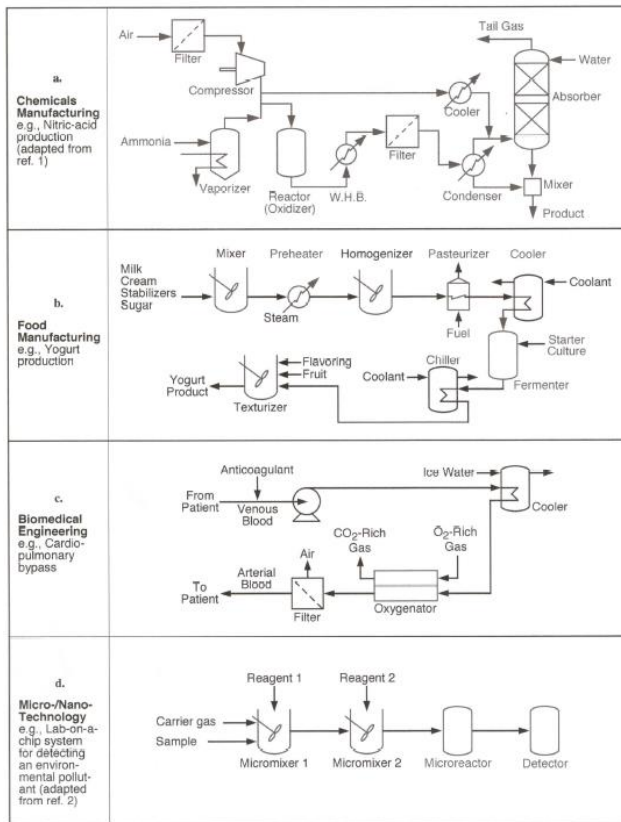 a.
Chemicals
Manufacturing
e.g., Nitric-acid
production
(adapted from
ref. 1)
Air
Filter
Compressor
Ammonia
Vaporizer
Reactor
(Oxidizer)
W.H.B.
Filter
Cooler
Condenser
Tail Gas
Water
Absorber
Mixer
Product
b.
Food
Manufacturing
e.g., Yogurt
production
Mixer
Preheater
Homogenizer
Pasteurizer
Cooler
Milk
Cream
Stabilizers
Sugar
Steam
Fuel
Coolant
Starter
Culture
Fermenter
Chiller
Coolant
Flavoring
Fruit
Yogurt
Product
Texturizer
c.
Biomedical
Engineering
e.g., Cardio-
pulmonary
bypass
Anticoagulant
From
Patient
Venous
Blood
Ice Water
Cooler
CO2-Rich
Gas
O2-Rich
Gas
Air
Arterial
Blood
To
Patient
Filter
Oxygenator
d.
Micro-/Nano-
Technology
e.g., Lab-on-a-
chip system
for detecting
an environ-
mental pollut-
ant (adapted
from ref. 2)
Reagent 1
Reagent 2
Carrier gas
Sample
Micromixer 1
Micromixer 2
Microreactor
Detector